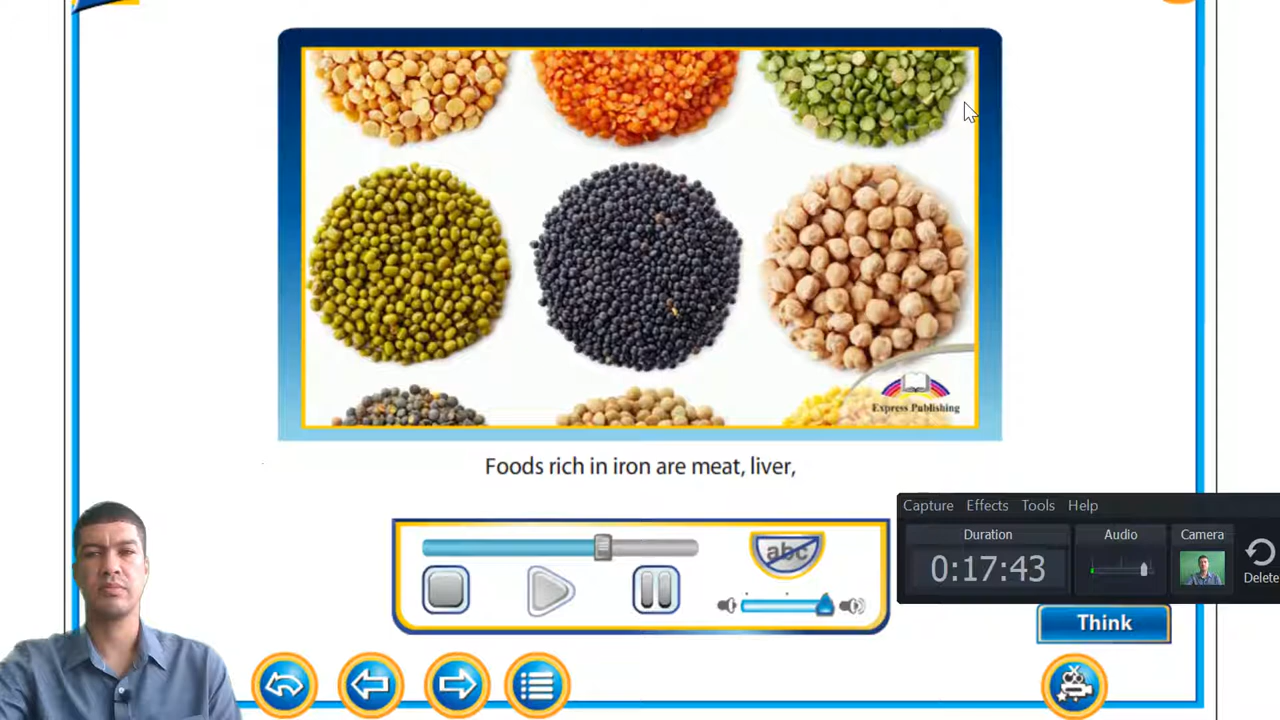 Express Publishing
Foods rich in iron are meat, liver,
abc
Capture Effects Tools Help
Duration Audio Camera
0:17:43
Delete
Think